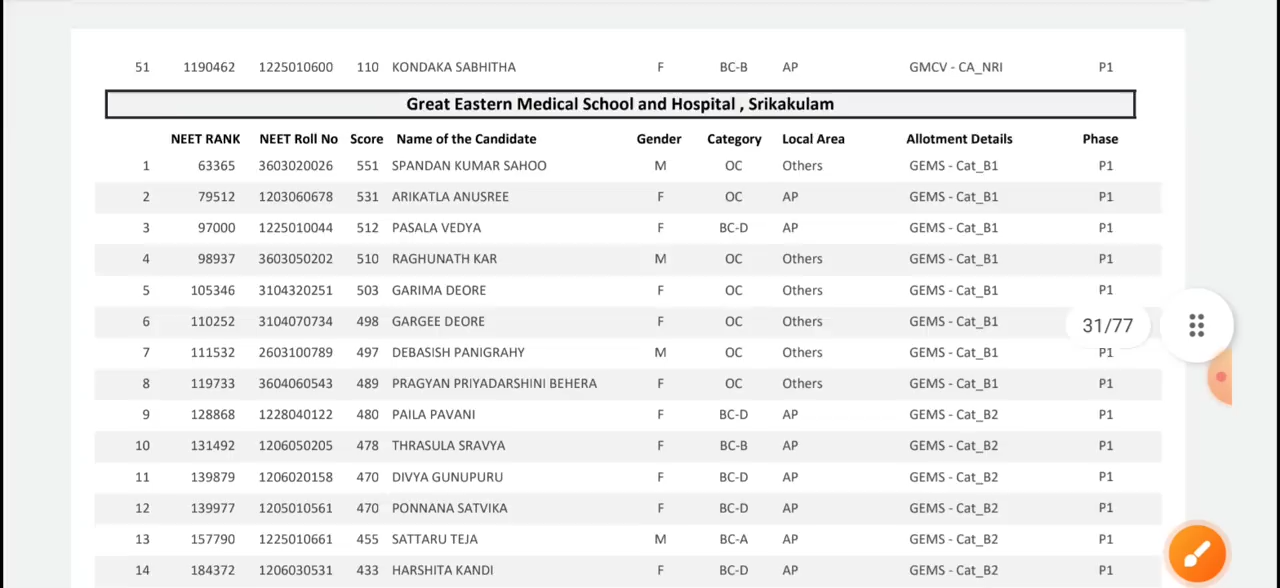 51 1190462 1225010600 110 KONDAKA SABHITHA F BC-B AP GMCV - CA_NRI P1
Great Eastern Medical School and Hospital , Srikakulam
NEET RANK NEET Roll No Score Name of the Candidate Gender Category Local Area Allotment Details Phase
1 63365 3603020026 551 SPANDAN KUMAR SAHOO M OC Others GEMS - Cat_B1 P1
2 79512 1203060678 531 ARIKATLA ANUSREE F OC AP GEMS - Cat_B1 P1
3 97000 1225010044 512 PASALA VEDYA F BC-D AP GEMS - Cat_B1 P1
4 98937 3603050202 510 RAGHUNATH KAR M OC Others GEMS - Cat_B1 P1
5 105346 3104320251 503 GARIMA DEORE F OC Others GEMS - Cat_B1 P1
6 110252 3104070734 498 GARGEE DEORE F OC Others GEMS - Cat_B1
31/77
7 111532 2603100789 497 DEBASISH PANIGRAHY M OC Others GEMS - Cat_B1 P1
8 119733 3604060543 489 PRAGYAN PRIYADARSHINI BEHERA F OC Others GEMS - Cat_B1 P1
9 128868 1228040122 480 PAILA PAVANI F BC-D AP GEMS - Cat_B2 P1
10 131492 1206050205 478 THRASULA SRAVYA F BC-B AP GEMS - Cat_B2 P1
11 139879 1206020158 470 DIVYA GUNUPURU F BC-D AP GEMS - Cat_B2 P1
12 139977 1205010561 470 PONNANA SATVIKA F BC-D AP GEMS - Cat_B2 P1
13 157790 1225010661 455 SATTARU TEJA M BC-A AP GEMS - Cat_B2 P1
14 184372 1206030531 433 HARSHITA KANDI F BC-D AP GEMS - Cat_B2 P1